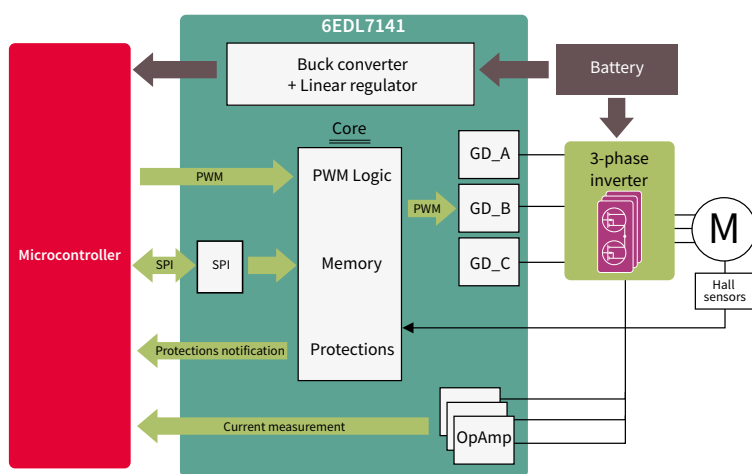 6EDL7141
Buck converter
+ Linear regulator
Battery
Core
PWM
PWM Logic
PWM
GD_A
GD_B
GD_C
3-phase
inverter
M
Hall
sensors
Microcontroller
SPI
SPI
Memory
Protections notification
Protections
Current measurement
OpAmp